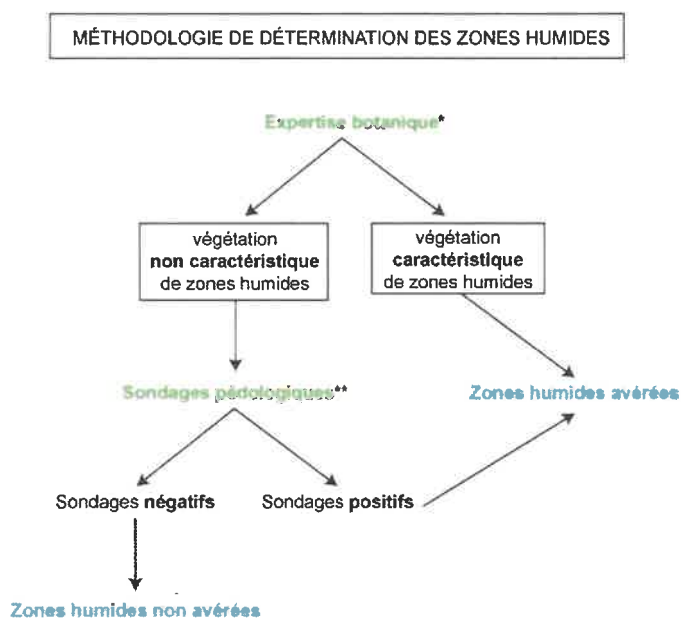 MÉTHODOLOGIE DE DÉTERMINATION DES ZONES HUMIDES
Expertise botanique*
végétation
non caractéristique
de zones humides
végétation
caractéristique
de zones humides
Sondages pédologiques**
Zones humides avérées
Sondages négatifs
Sondages positifs
Zones humides non avérées